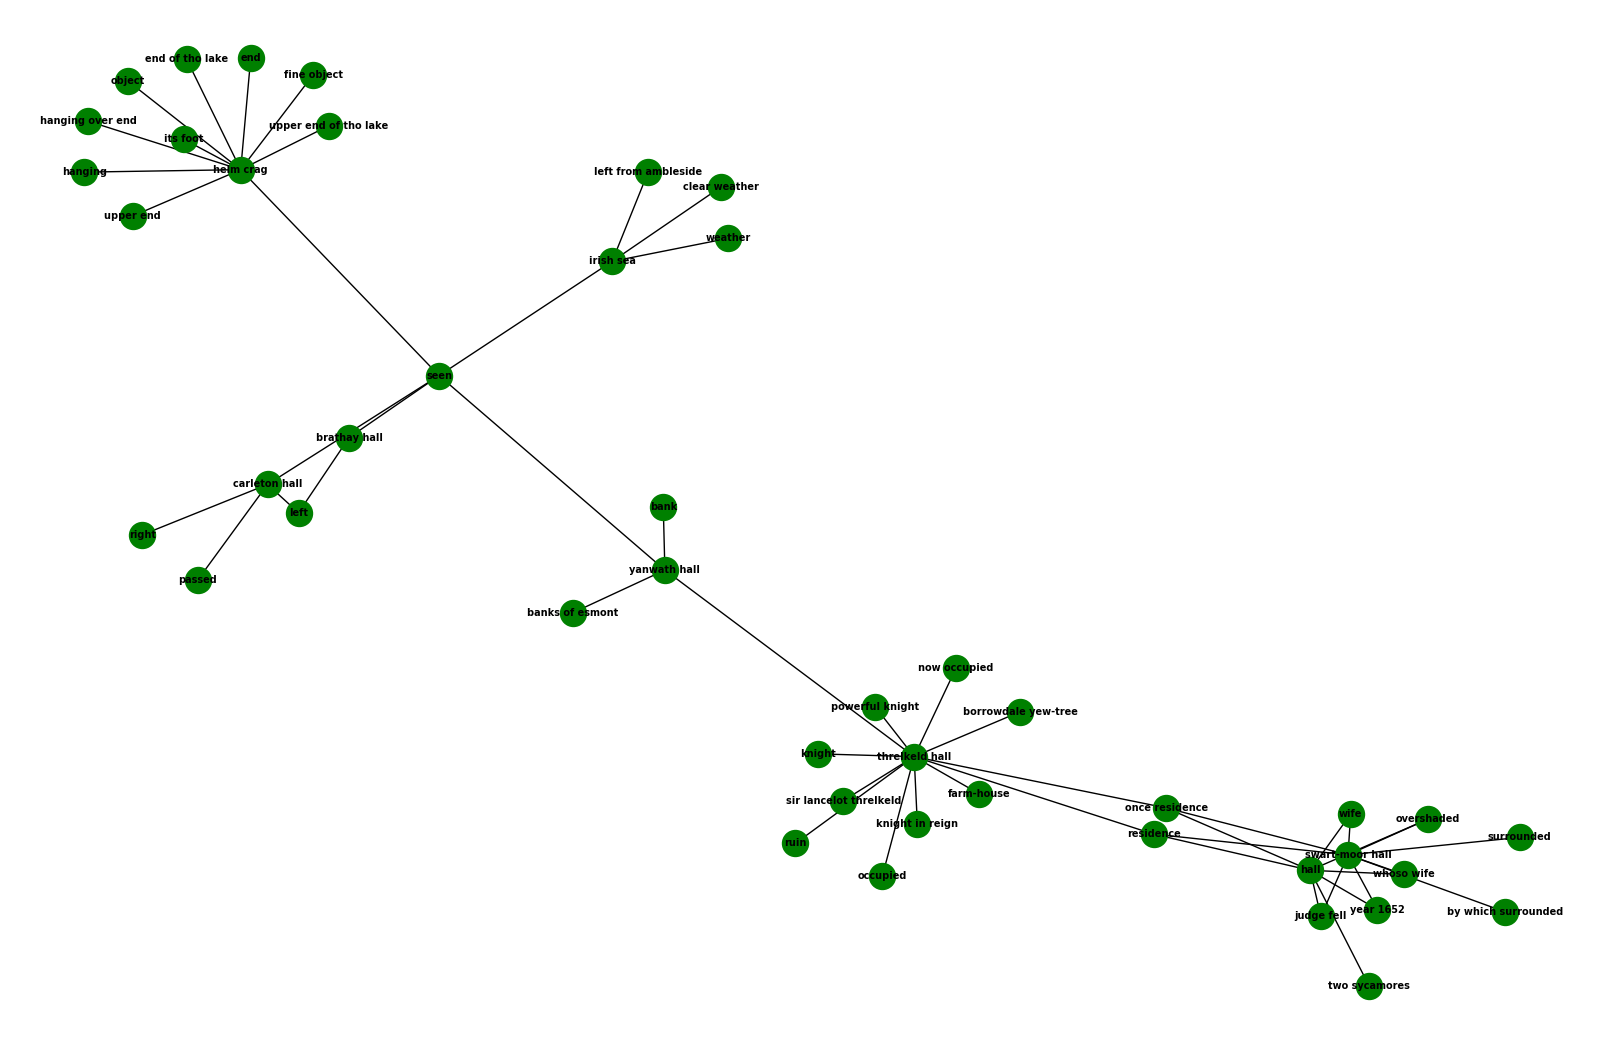 end
end of tho lake
fine object
object
hanging over end
upper end of tho lake
its foot
heim crag
hanging
left from ambleside
clear weather
upper end
weather
irish sea
seen
brathay hall
carleton hall
bank
left
right
yanwath hall
passed
banks of esmont
now occupied
powerful knight
borrowdale yew-tree
knight
threlkeld hall
farm-house
sir lancelot threlkeld
once residence
wife
overshaded
knight in reign
residence
surrounded
ruin
swart-moor hall
hall
whoso wife
occupied
year 1652
by which surrounded
judge fell
two sycamores